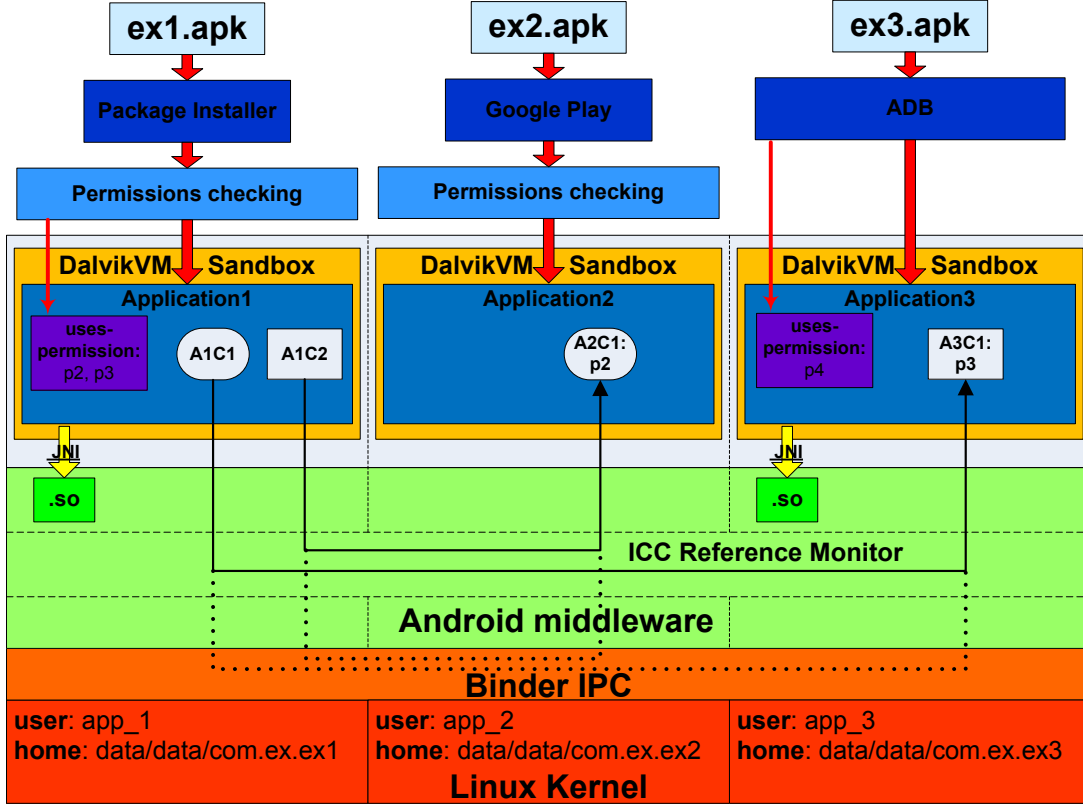 ex1.apk
ex2.apk
ex3.apk
Package Installer
Google Play
ADB
Permissions checking
Permissions checking
DalvikVM Sandbox
DalvikVM Sandbox
DalvikVM Sandbox
Application1
Application2
Application3
uses-
permission:
p2, p3
A1C1
A1C2
A2C1:
p2
uses-
permission:
p4
A3C1:
p3
JNI
JNI
.so
.so
ICC Reference Monitor
Android middleware
Binder IPC
user: app_1
home: data/data/com.ex.ex1
user: app_2
home: data/data/com.ex.ex2
user: app_3
home: data/data/com.ex.ex3
Linux Kernel